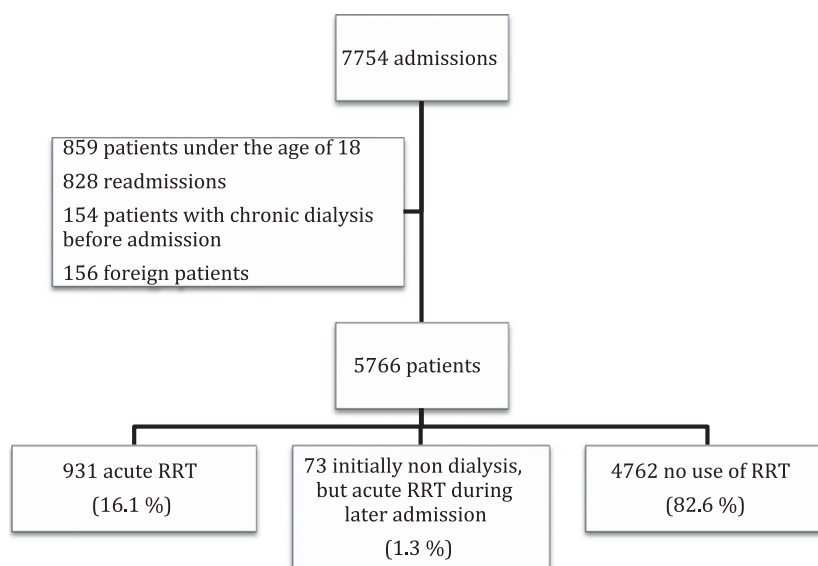 7754 admissions
859 patients under the age of 18
828 readmissions
154 patients with chronic dialysis
before admission
156 foreign patients
5766 patients
931 acute RRT
(16.1 %)
73 initially non dialysis,
but acute RRT during
later admission
(1.3 %)
4762 no use of RRT
(82.6 %)